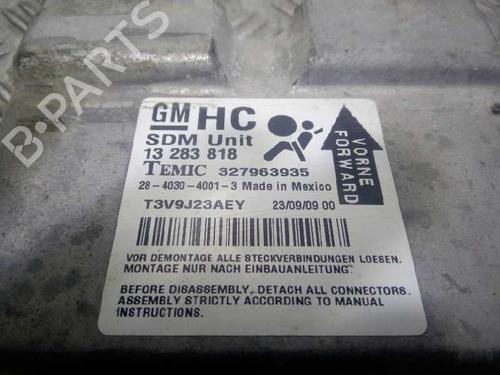 B-PARTS
GM HC
SDM Unit
13 283 818
TEMIC 327963935
28-4030-4001-3 Made in Mexico
T3V9J23AEY 23/09/09 00
VORNE
FORWARD
VOR DEMONTAGE ALLE STECKVERBINDUNGEN LOESEN.
MONTAGE NUR NACH EINBAUANLEITUNG.
BEFORE DISASSEMBLY, DETACH ALL CONNECTORS.
ASSEMBLY STRICTLY ACCORDING TO MANUAL
INSTRUCTIONS.